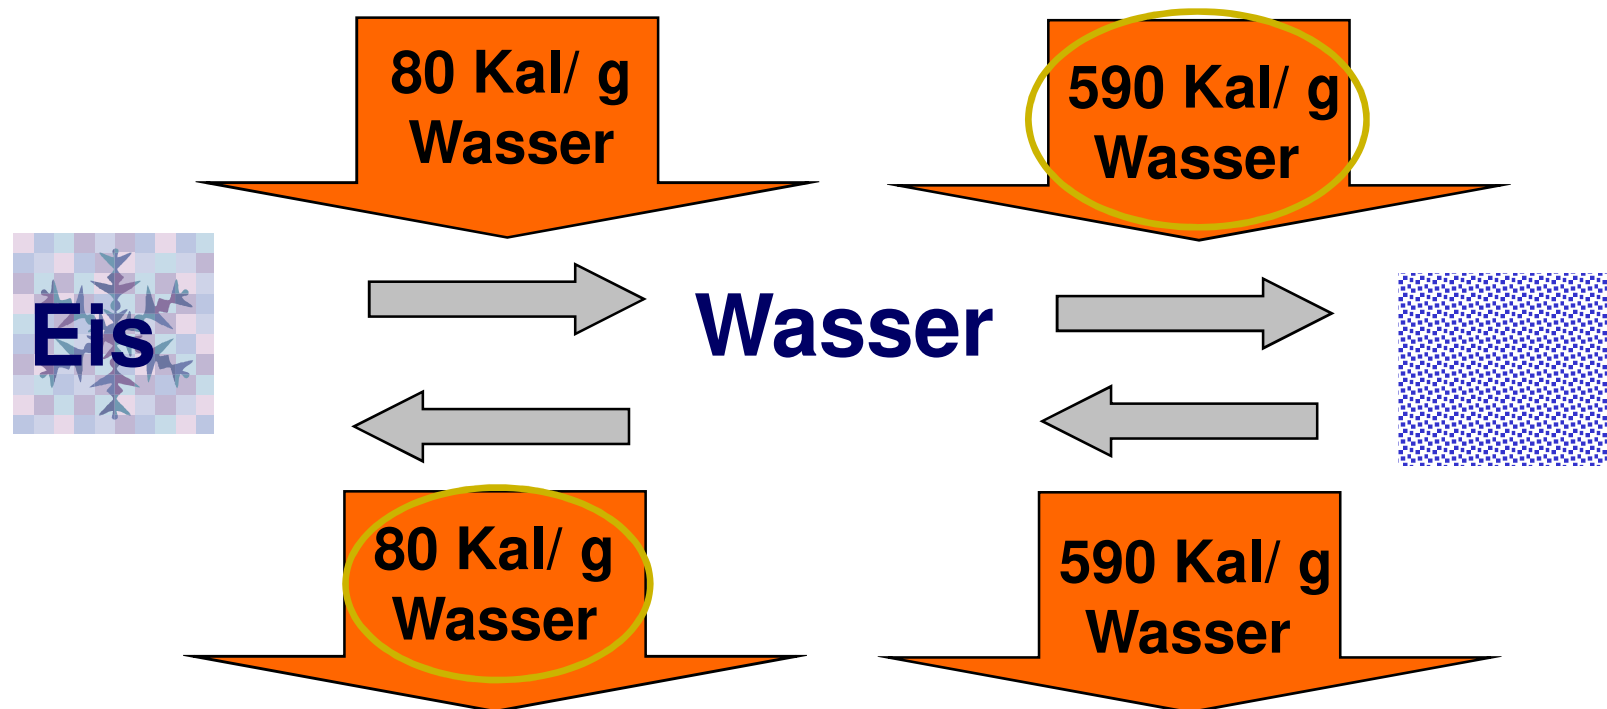 80 Kal/ g
Wasser
590 Kal/ g
Wasser
Eis
Wasser
80 Kal/ g
Wasser
590 Kal/ g
Wasser